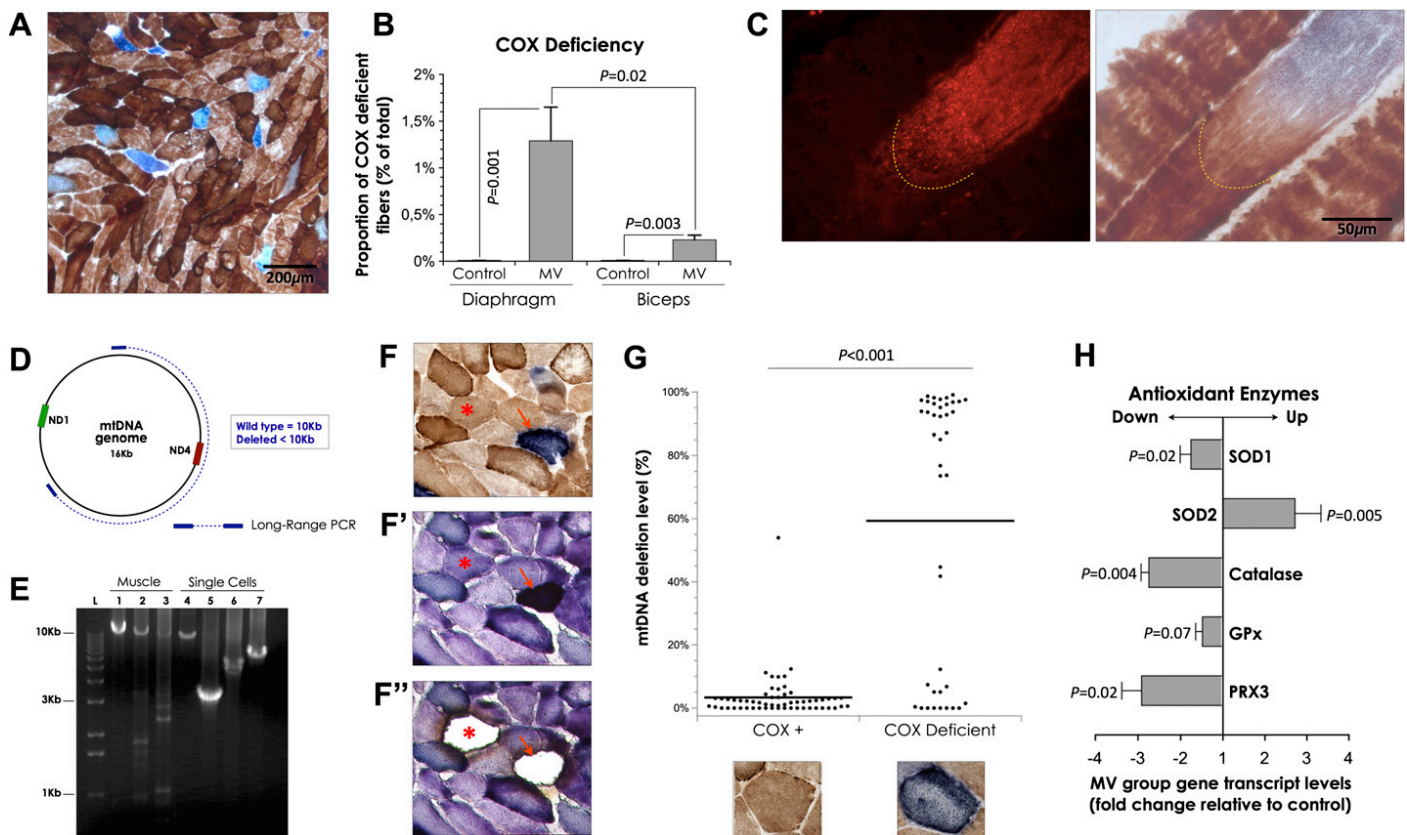 A
200µm
B
COX Deficiency
Proportion of COX deficient
fibers (% of total)
2%
1,5%
1%
0,5%
0%
P=0.001
P=0.02
P=0.003
Control
MV
Control
MV
Diaphragm
Biceps
C
50µm
D
ND1
mtDNA
genome
16Kb
ND4
Wild type = 10Kb
Deleted < 10Kb
Long-Range PCR
E
Muscle
Single Cells
L 1 2 3 4 5 6 7
10Kb
3Kb
1Kb
F
*
F'
*
F"
*
G
P<0.001
mtDNA deletion level (%)
100%
80%
60%
40%
20%
0%
COX +
COX Deficient
H
Antioxidant Enzymes
Down
Up
P=0.02
SOD1
SOD2
P=0.005
P=0.004
Catalase
P=0.07
GPx
P=0.02
PRX3
-4 -3 -2 1 2 3 4
MV group gene transcript levels
(fold change relative to control)